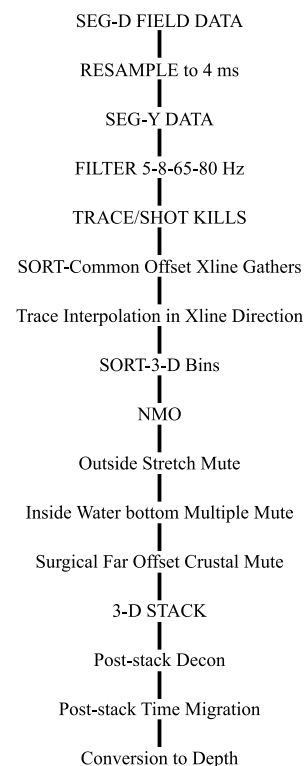 SEG-D FIELD DATA
RESAMPLE to 4 ms
SEG-Y DATA
FILTER 5-8-65-80 Hz
TRACE/SHOT KILLS
SORT-Common Offset Xline Gathers
Trace Interpolation in Xline Direction
SORT-3-D Bins
NMO
Outside Stretch Mute
Inside Water bottom Multiple Mute
Surgical Far Offset Crustal Mute
3-D STACK
Post-stack Decon
Post-stack Time Migration
Conversion to Depth